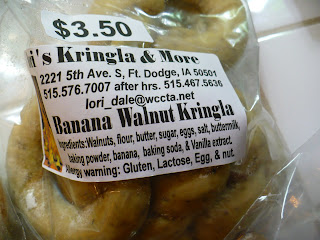 $3.50
i's Kringla & More
2221 5th Ave. S, Ft. Dodge, IA 50501
515.576.7007 after hrs. 515.467.5636
lori_dale@wccta.net
Banana Walnut Kringla
Ingredients: Walnuts, flour, butter, sugar, eggs, salt, buttermilk,
baking powder, banana, baking soda, & Vanilla extract.
Allergy warning: Gluten, Lactose, Egg, & nut.